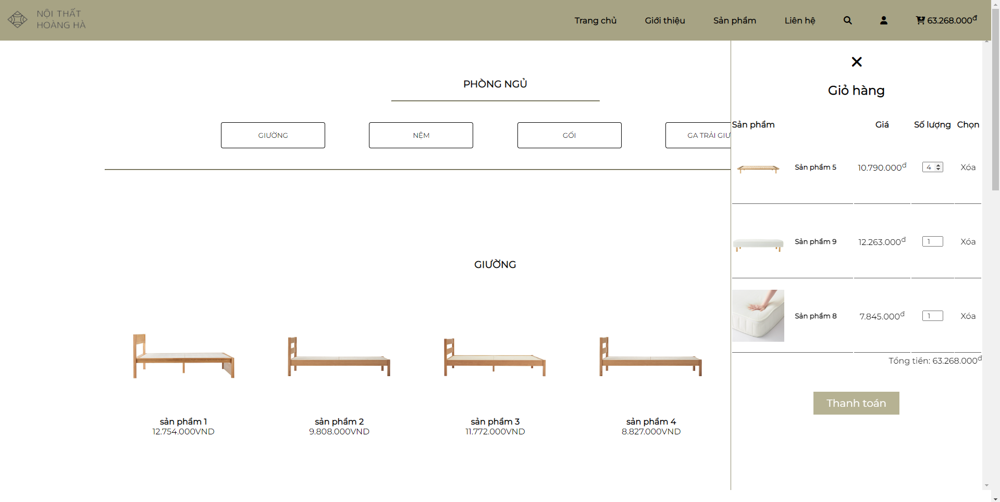 NỘI THẤT
HOÀNG HÀ
Trang chủ Giới thiệu Sản phẩm Liên hệ 63.268.000đ
PHÒNG NGỦ
GIƯỜNG NỆM GỐI GA TRẢI GIƯ
GIƯỜNG
sản phẩm 1
12.754.000VND
sản phẩm 2
9.808.000VND
sản phẩm 3
11.772.000VND
sản phẩm 4
8.827.000VND
Giỏ hàng
Sản phẩm Giá Số lượng Chọn
Sản phẩm 5 10.790.000đ 4 Xóa
Sản phẩm 9 12.263.000đ 1 Xóa
Sản phẩm 8 7.845.000đ 1 Xóa
Tổng tiền: 63.268.000đ
Thanh toán